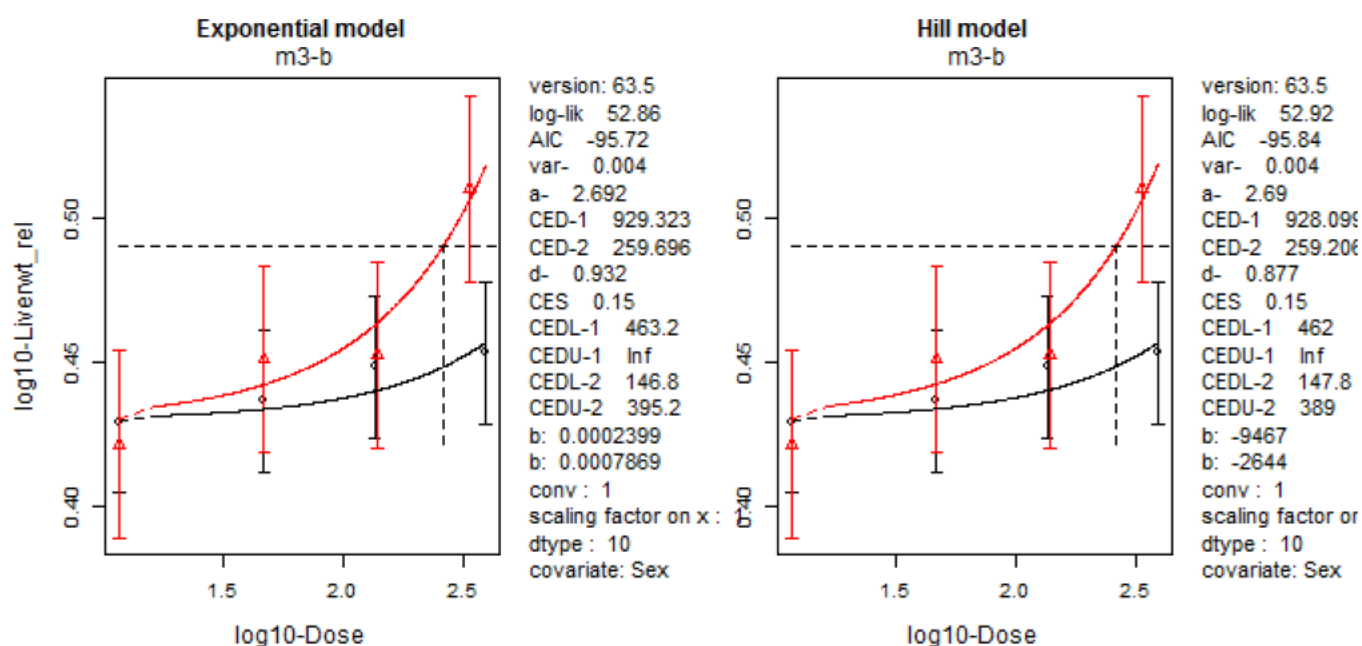 Exponential model
m3-b
log10-Liverwt_rel
0.50
0.45
0.40
1.5
2.0
2.5
log10-Dose
version: 63.5
log-lik 52.86
AIC -95.72
var- 0.004
a- 2.692
CED-1 929.323
CED-2 259.696
d- 0.932
CES 0.15
CEDL-1 463.2
CEDU-1 Inf
CEDL-2 146.8
CEDU-2 395.2
b: 0.0002399
b: 0.0007869
conv : 1
scaling factor on x :
dtype : 10
covariate: Sex
Hill model
m3-b
0.50
0.45
0.40
1.5
2.0
2.5
log10-Dose
version: 63.5
log-lik 52.92
AIC -95.84
var- 0.004
a- 2.69
CED-1 928.099
CED-2 259.206
d- 0.877
CES 0.15
CEDL-1 462
CEDU-1 Inf
CEDL-2 147.8
CEDU-2 389
b: -9467
b: -2644
conv : 1
scaling factor on
dtype : 10
covariate: Sex